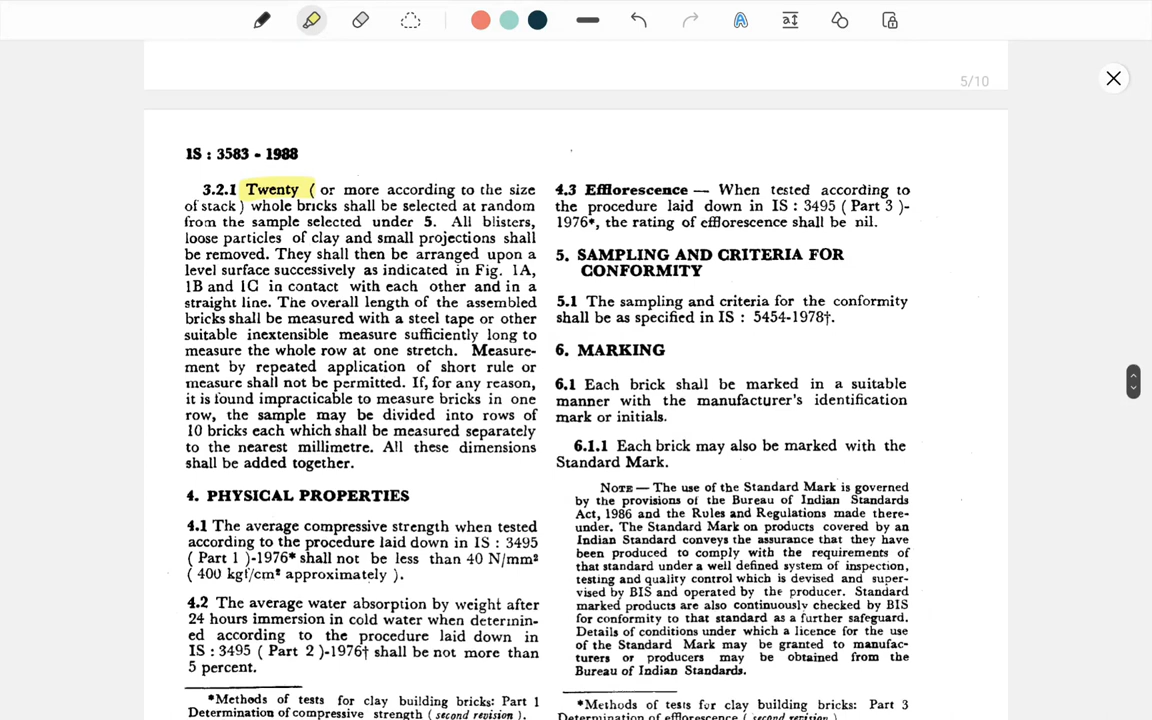 5/10
IS : 3583 - 1988
3.2.1 Twenty ( or more according to the size
of stack ) whole bricks shall be selected at random
from the sample selected under 5. All blisters,
loose particles of clay and small projections shall
be removed. They shall then be arranged upon a
level surface successively as indicated in Fig. 1A,
1B and 1C in contact with each other and in a
straight line. The overall length of the assembled
bricks shall be measured with a steel tape or other
suitable inextensible measure sufficiently long to
measure the whole row at one stretch. Measure-
ment by repeated application of short rule or
measure shall not be permitted. If, for any reason,
it is found impracticable to measure bricks in one
row, the sample may be divided into rows of
10 bricks each which shall be measured separately
to the nearest millimetre. All these dimensions
shall be added together.
4. PHYSICAL PROPERTIES
4.1 The average compressive strength when tested
according to the procedure laid down in IS : 3495
( Part 1 )-1976* shall not be less than 40 N/mm²
( 400 kgf/cm² approximately ).
4.2 The average water absorption by weight after
24 hours immersion in cold water when determin-
ed according to the procedure laid down in
IS : 3495 ( Part 2 )-1976† shall be not more than
5 percent.
*Methods of tests for clay building bricks: Part 1
Determination of compressive strength ( second revision ).
4.3 Efflorescence — When tested according to
the procedure laid down in IS : 3495 ( Part 3 )-
1976*, the rating of efflorescence shall be nil.
5. SAMPLING AND CRITERIA FOR
CONFORMITY
5.1 The sampling and criteria for the conformity
shall be as specified in IS : 5454-1978†.
6. MARKING
6.1 Each brick shall be marked in a suitable
manner with the manufacturer's identification
mark or initials.
6.1.1 Each brick may also be marked with the
Standard Mark.
NOTE — The use of the Standard Mark is governed
by the provisions of the Bureau of Indian Standards
Act, 1986 and the Rules and Regulations made there-
under. The Standard Mark on products covered by an
Indian Standard conveys the assurance that they have
been produced to comply with the requirements of
that standard under a well defined system of inspection,
testing and quality control which is devised and super-
vised by BIS and operated by the producer. Standard
marked products are also continuously checked by BIS
for conformity to that standard as a further safeguard.
Details of conditions under which a licence for the use
of the Standard Mark may be granted to manufac-
turers or producers may be obtained from the
Bureau of Indian Standards.
*Methods of tests for clay building bricks: Part 3
Determination of efflorescence ( second revision ).